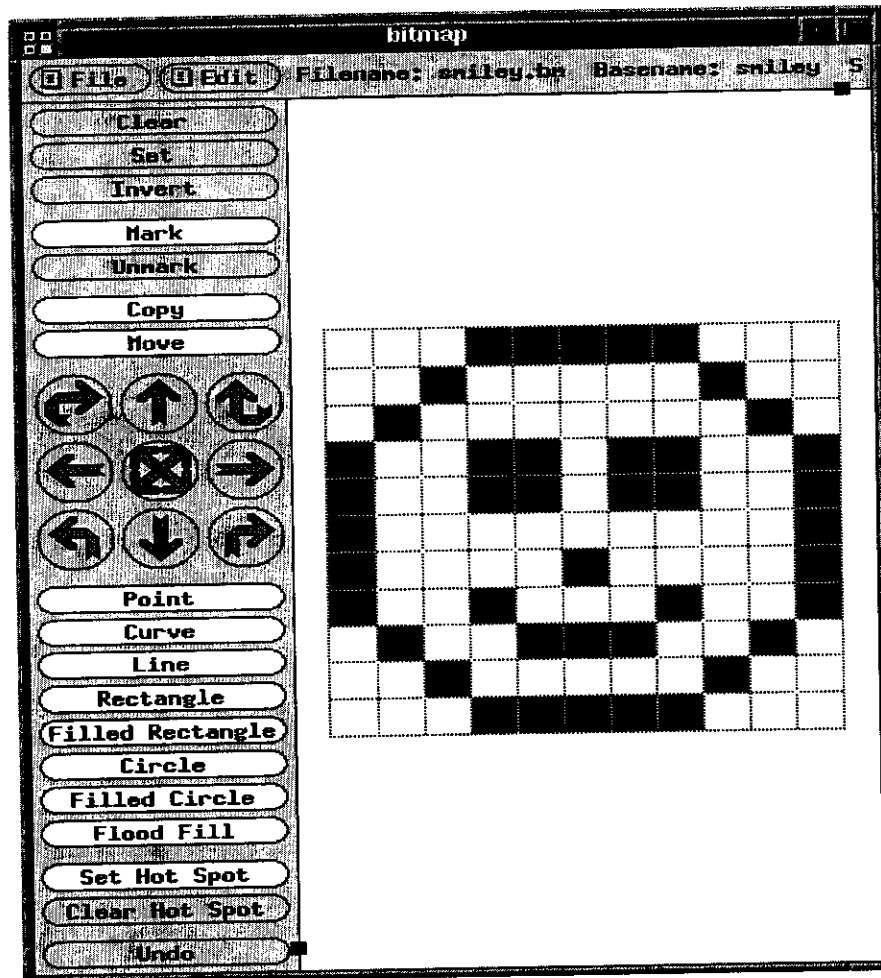 bitmap
File Edit Filename: smiley.bm Basename: smiley S
Clear
Set
Invert
Mark
Unmark
Copy
Move
Point
Curve
Line
Rectangle
Filled Rectangle
Circle
Filled Circle
Flood Fill
Set Hot Spot
Clear Hot Spot
Undo